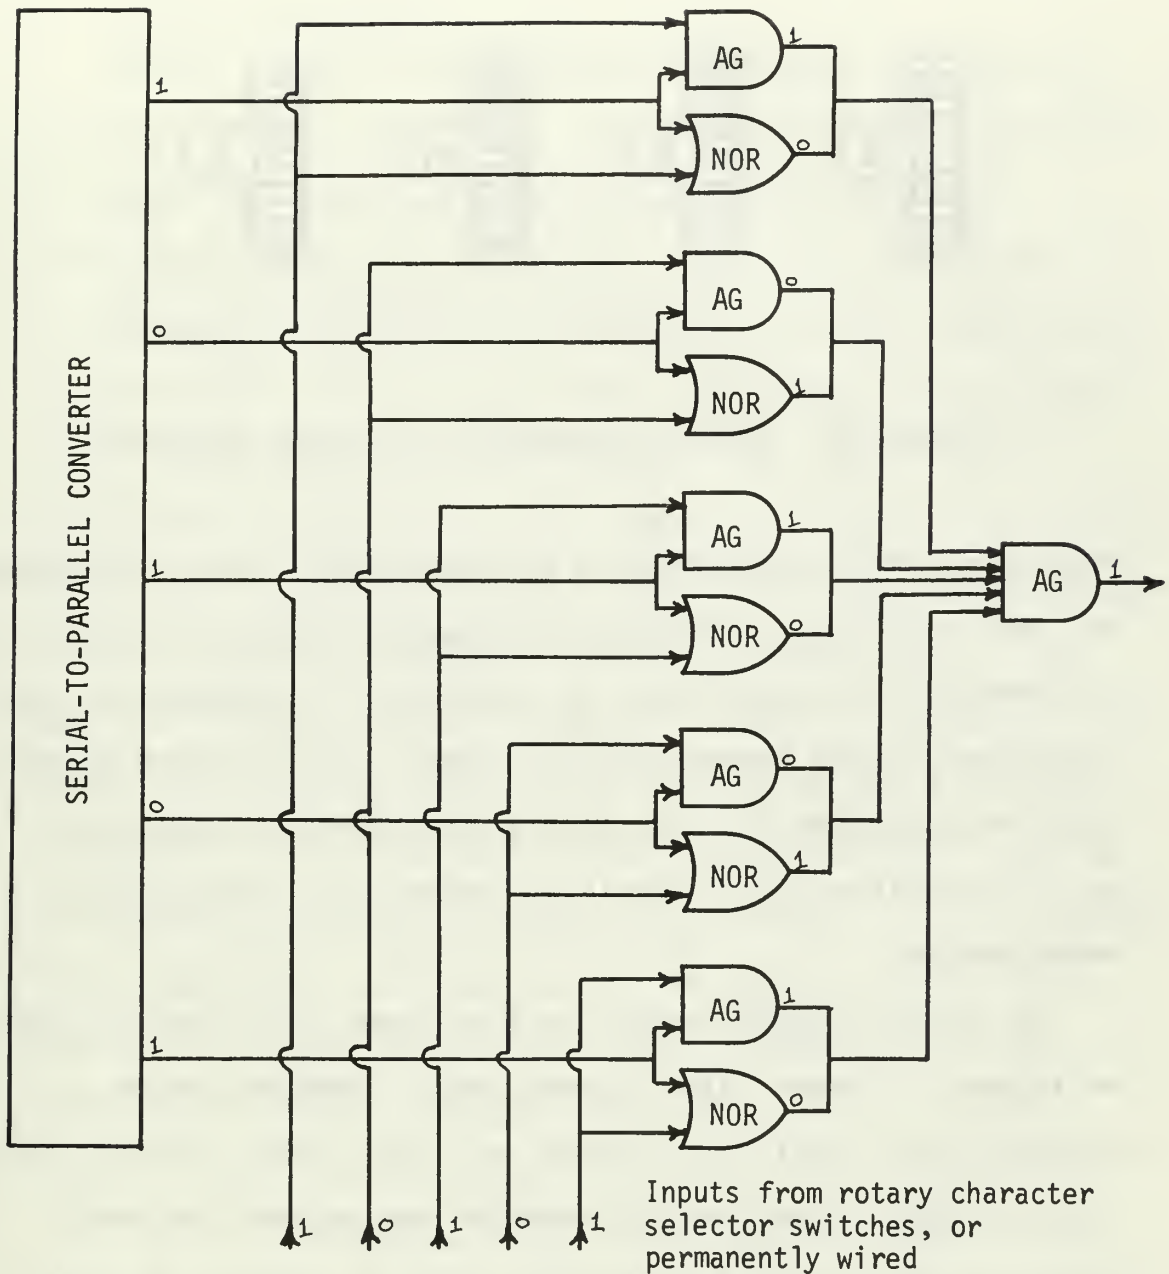 1
AG
1
NOR
0
0
AG
0
NOR
1
SERIAL-TO-PARALLEL CONVERTER
1
AG
1
NOR
0
AG
1
0
AG
0
NOR
1
1
AG
1
NOR
0
1
0
1
0
1
Inputs from rotary character
selector switches, or
permanently wired